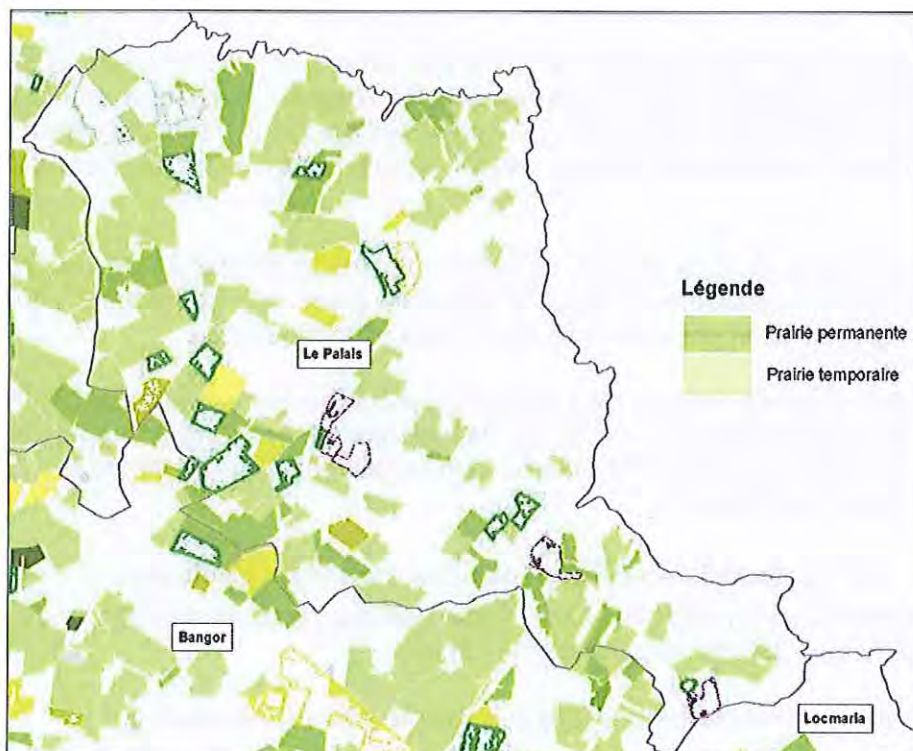 Légende
Prairie permanente
Le Palais
Prairie temporaire
Bangor
Locmaria